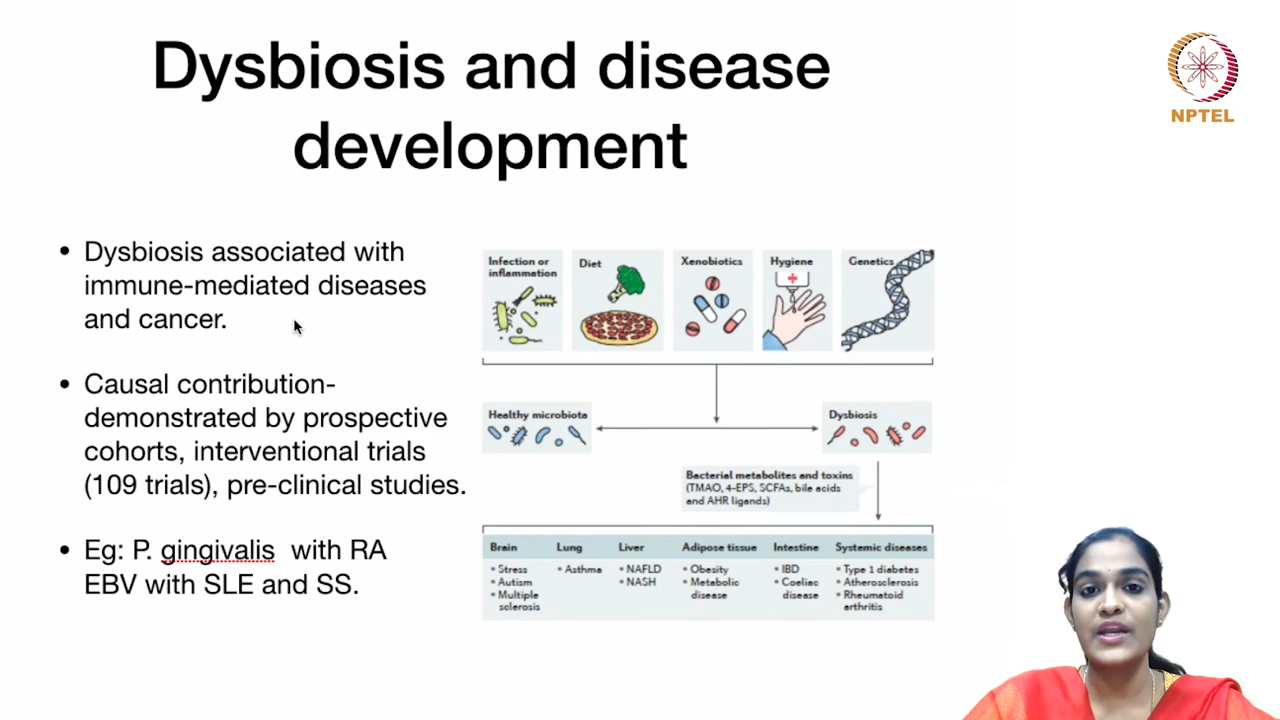 Dysbiosis and disease
development
NPTEL
• Dysbiosis associated with
immune-mediated diseases
and cancer.
• Causal contribution-
demonstrated by prospective
cohorts, interventional trials
(109 trials), pre-clinical studies.
• Eg: P. gingivalis with RA
EBV with SLE and SS.
Infection or
inflammation
Diet
Xenobiotics
Hygiene
Genetics
Healthy microbiota
Dysbiosis
Bacterial metabolites and toxins
(TMAO, 4-EPS, SCFAs, bile acids
and AHR ligands)
Brain
• Stress
• Autism
• Multiple
sclerosis
Lung
• Asthma
Liver
• NAFLD
• NASH
Adipose tissue
• Obesity
• Metabolic
disease
Intestine
• IBD
• Coeliac
disease
Systemic diseases
• Type 1 diabetes
• Atherosclerosis
• Rheumatoid
arthritis